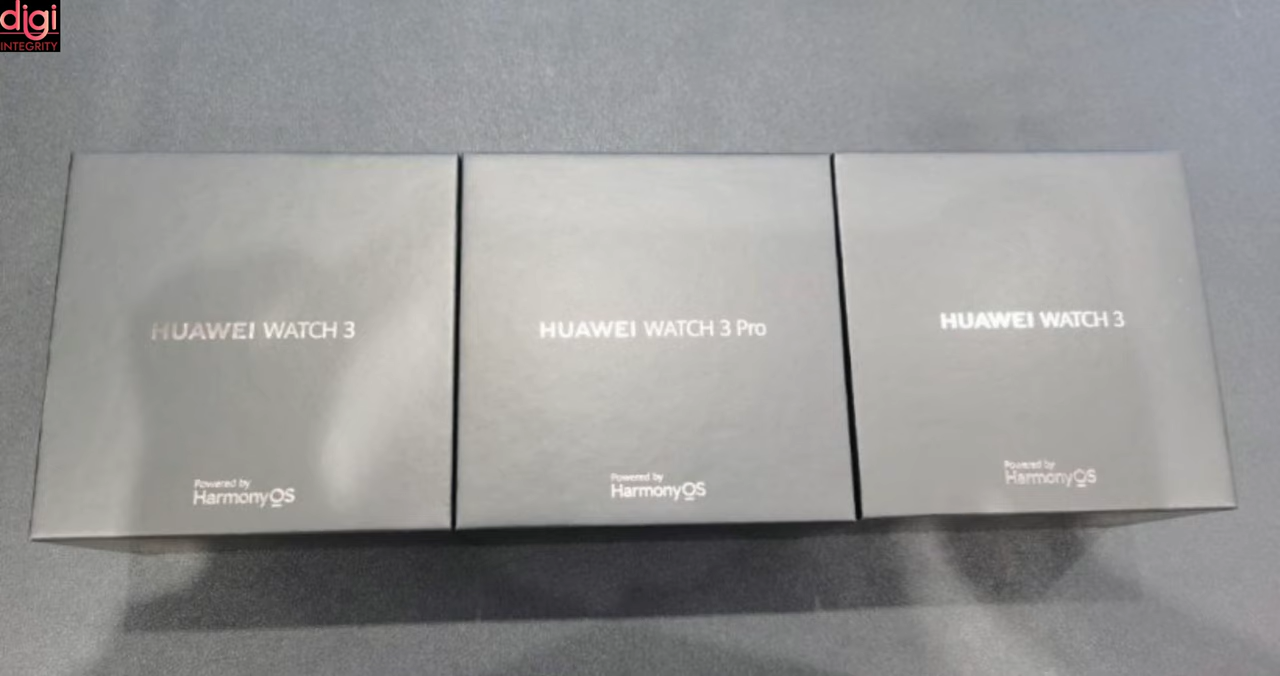 digi
INTEGRITY
HUAWEI WATCH 3
Powered by
HarmonyOS
HUAWEI WATCH 3 Pro
Powered by
HarmonyOS
HUAWEI WATCH 3
Powered by
HarmonyOS